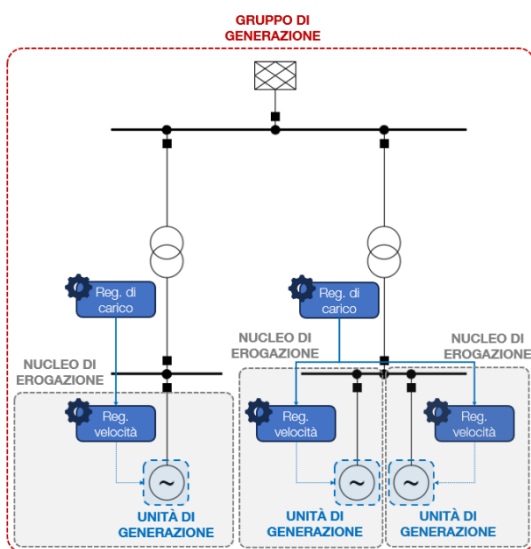 GRUPPO DI
GENERAZIONE
Reg. di
carico
Reg. di
carico
NUCLEO DI
EROGAZIONE
NUCLEO DI
EROGAZIONE
NUCLEO DI
EROGAZIONE
Reg.
velocità
Reg.
velocità
Reg.
velocità
~
~
~
UNITÀ DI
GENERAZIONE
UNITÀ DI
GENERAZIONE
UNITÀ DI
GENERAZIONE